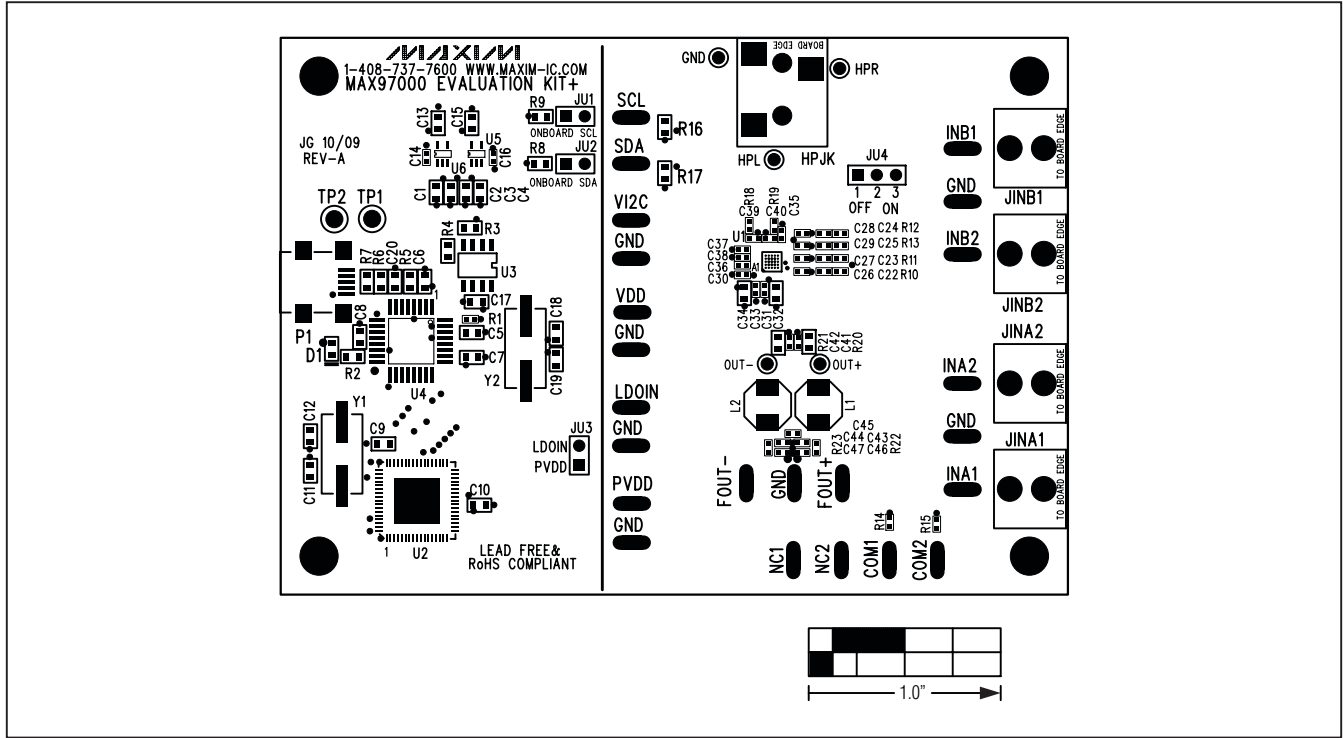 MAXIM
1-408-737-7600 WWW.MAXIM-IC.COM
MAX97000 EVALUATION KIT+
JG 10/09
REV-A
C13
C15
R9
JU1
ONBOARD SCL
U5
C14
C16
R8
JU2
ONBOARD SDA
U6
C1
C2
C3
C4
TP2
TP1
R4
R3
U3
R7
R6
C20
R5
C6
1
C17
C8
R1
C5
C18
P1
D1
R2
C7
C19
U4
Y2
Y1
C12
C9
C11
JU3
LDOIN
PVDD
C10
1
U2
LEAD FREE&
RoHS COMPLIANT
SCL
SDA
VI2C
GND
VDD
GND
LDOIN
GND
PVDD
GND
R16
R17
GND
BOARD EDGE
HPR
HPL
HPJK
JU4
1 2 3
OFF ON
R18
R19
C39
C40
C35
U1
C37
C38
C36
C30
A1
C28 C24 R12
C29 C25 R13
C27 C23 R11
C26 C22 R10
C34
C33
C31
C32
R21
C42
C41
R20
OUT-
OUT+
L2
L1
C45
R23
C44 C43
C47 C46
R22
FOUT-
GND
FOUT+
R14
R15
NC1
NC2
COM1
COM2
INB1
TO BOARD EDGE
GND
JINB1
INB2
TO BOARD EDGE
JINB2
JINA2
INA2
TO BOARD EDGE
GND
JINA1
INA1
TO BOARD EDGE
1.0”